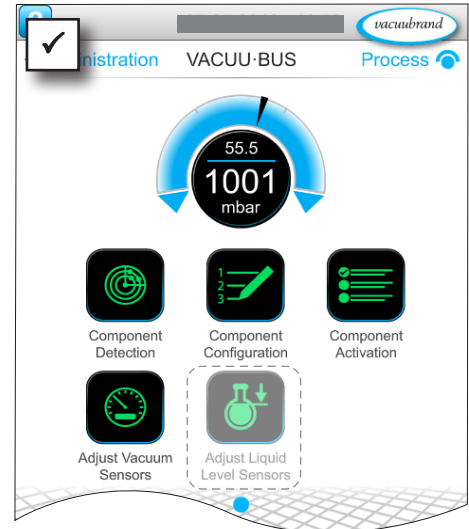 vacuubrand
nistration VACUU·BUS Process
55.5
1001
mbar
1
2
3
Component
Detection
Component
Configuration
Component
Activation
Adjust Vacuum
Sensors
Adjust Liquid
Level Sensors